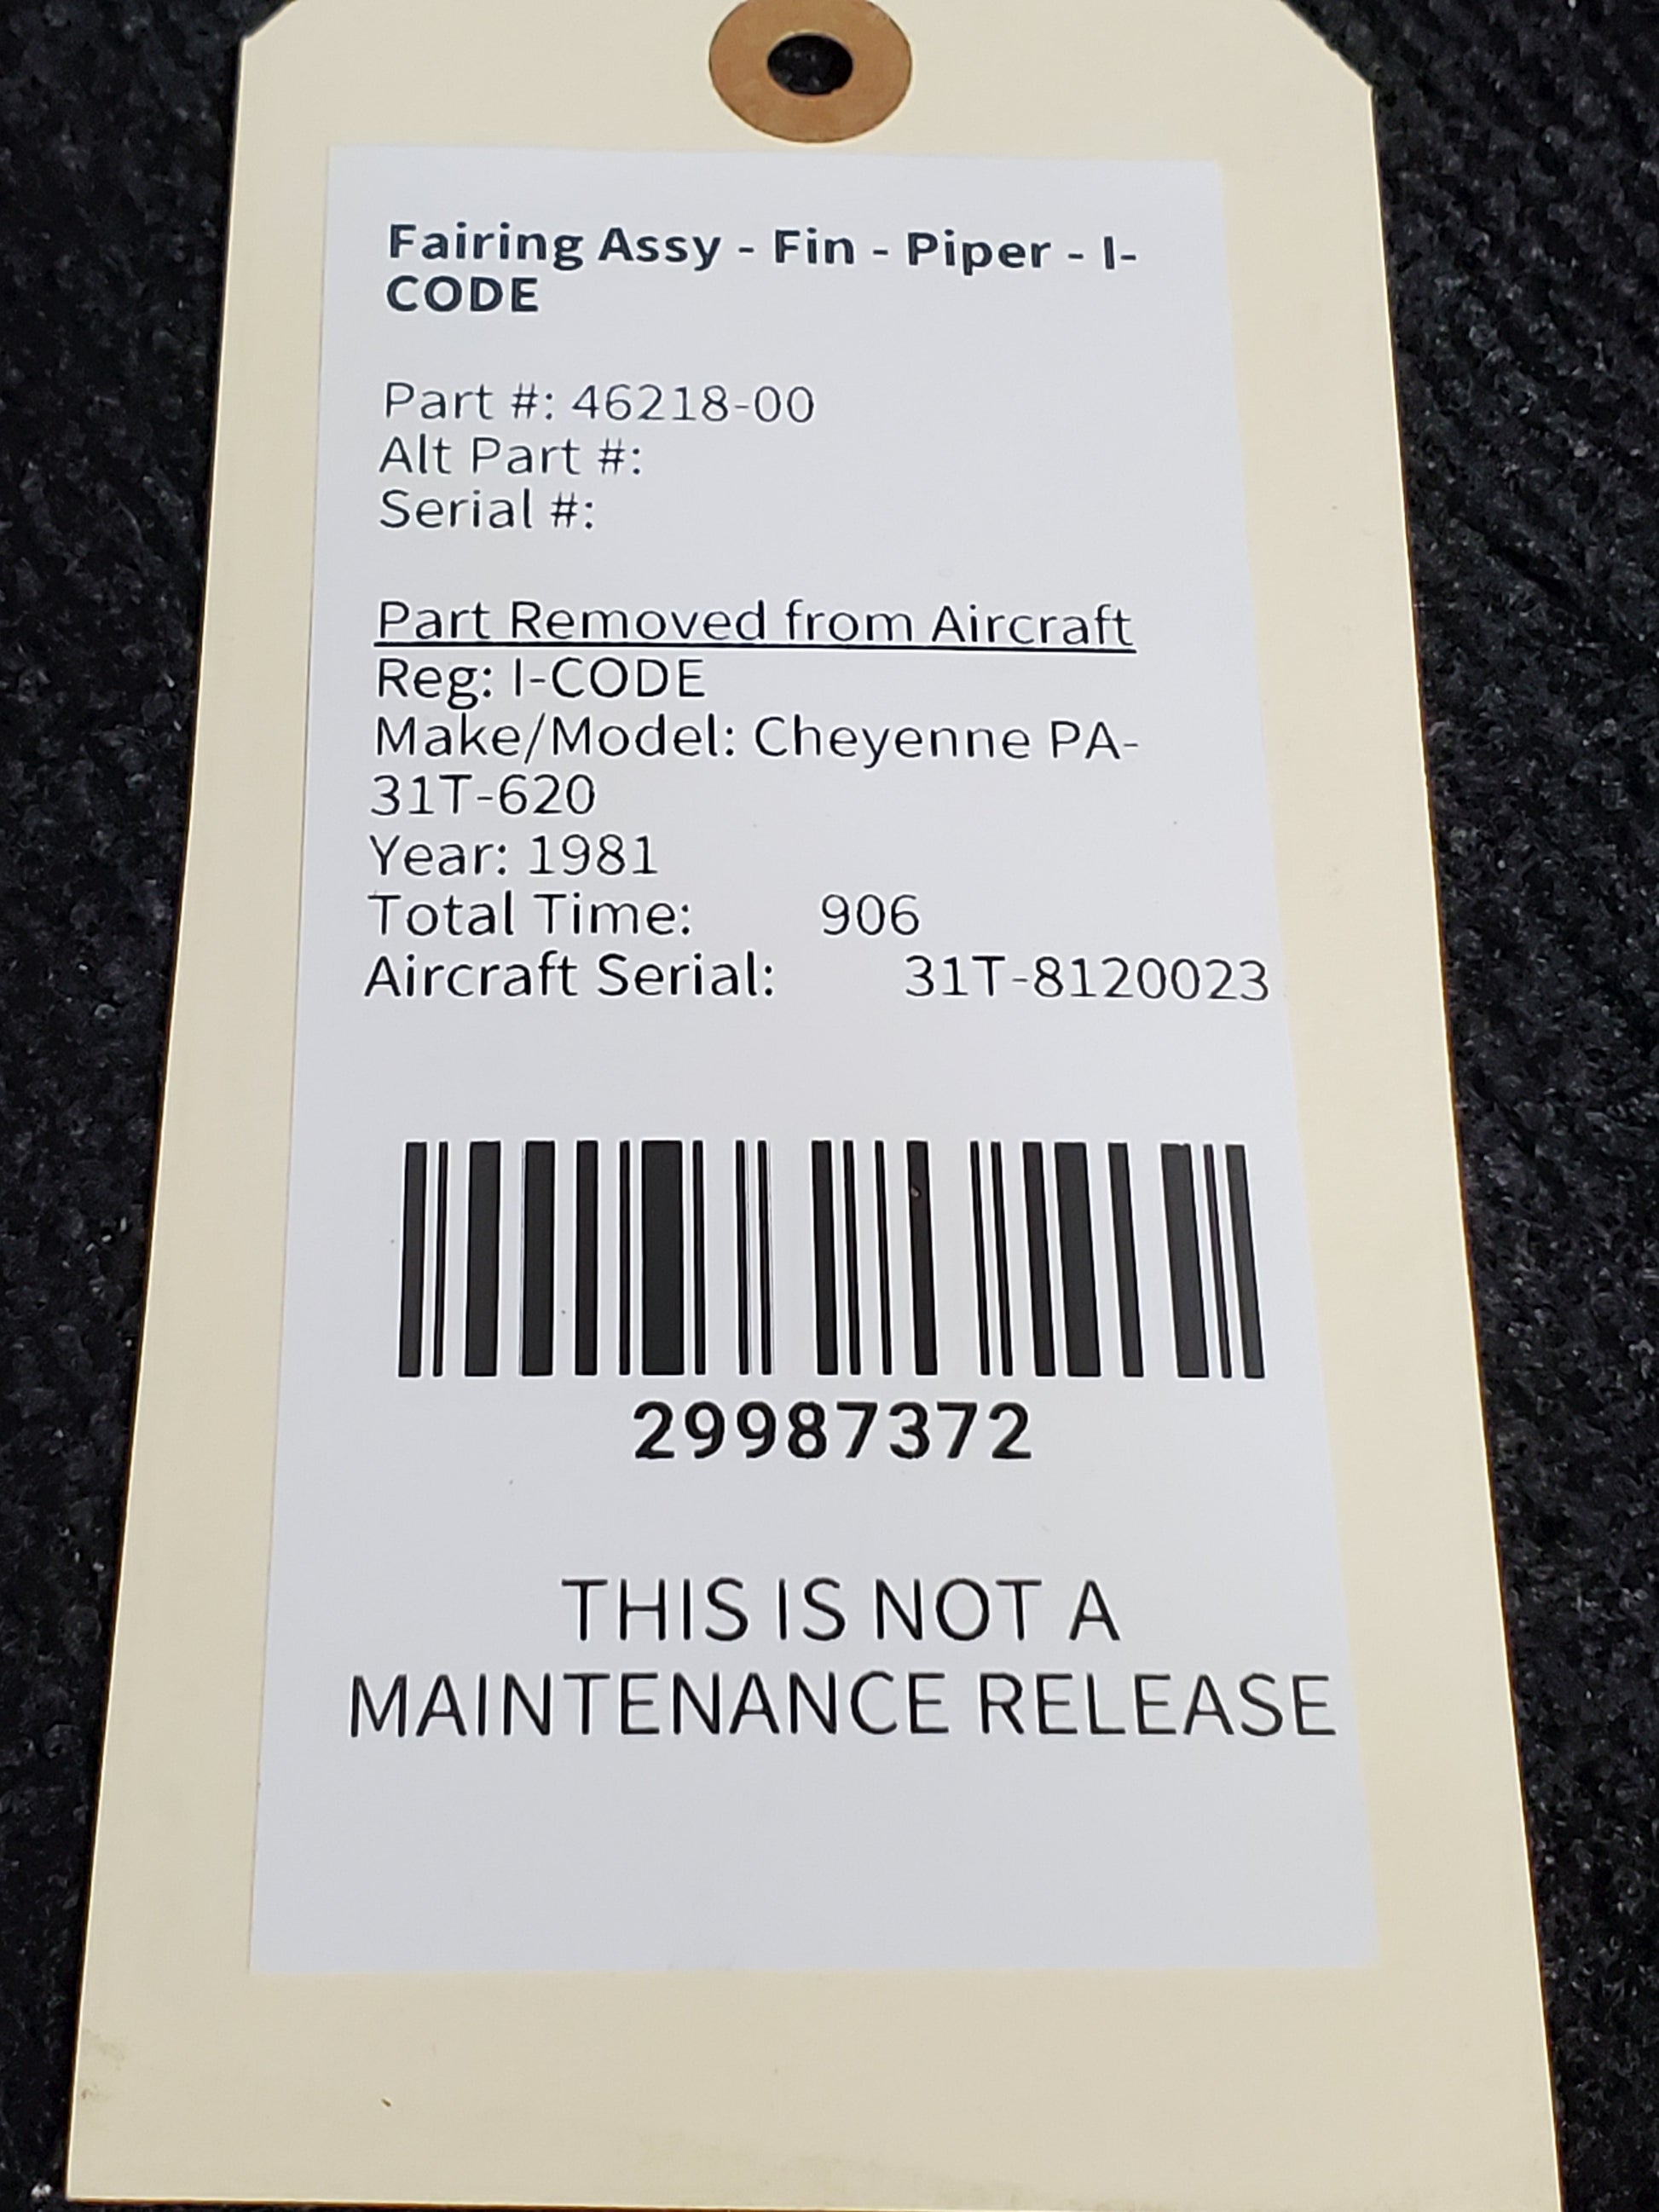 Fairing Assy - Fin - Piper - I-
CODE
Part #: 46218-00
Alt Part #:
Serial #:
Part Removed from Aircraft
Reg: I-CODE
Make/Model: Cheyenne PA-
31T-620
Year: 1981
Total Time: 906
Aircraft Serial: 31T-8120023
29987372
THIS IS NOT A
MAINTENANCE RELEASE